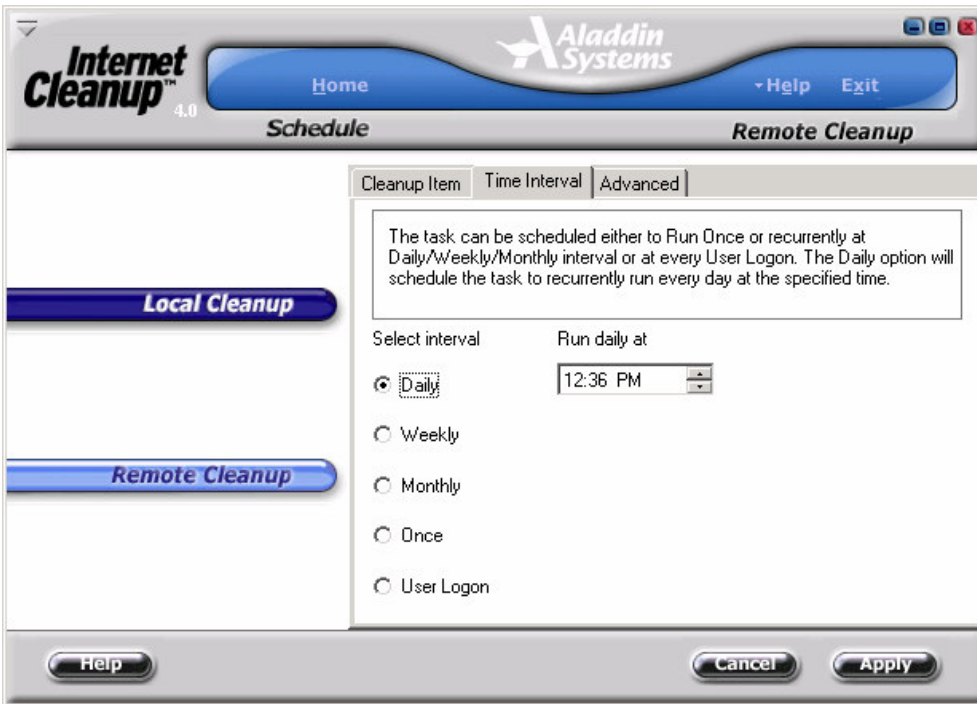 Internet
Cleanup™
4.0
Aladdin
Systems
Home
Help
Exit
Schedule
Remote Cleanup
Local Cleanup
Remote Cleanup
Cleanup Item
Time Interval
Advanced
The task can be scheduled either to Run Once or recurrently at
Daily/Weekly/Monthly interval or at every User Logon. The Daily option will
schedule the task to recurrently run every day at the specified time.
Select interval
Run daily at
Daily
12:36 PM
Weekly
Monthly
Once
User Logon
Help
Cancel
Apply